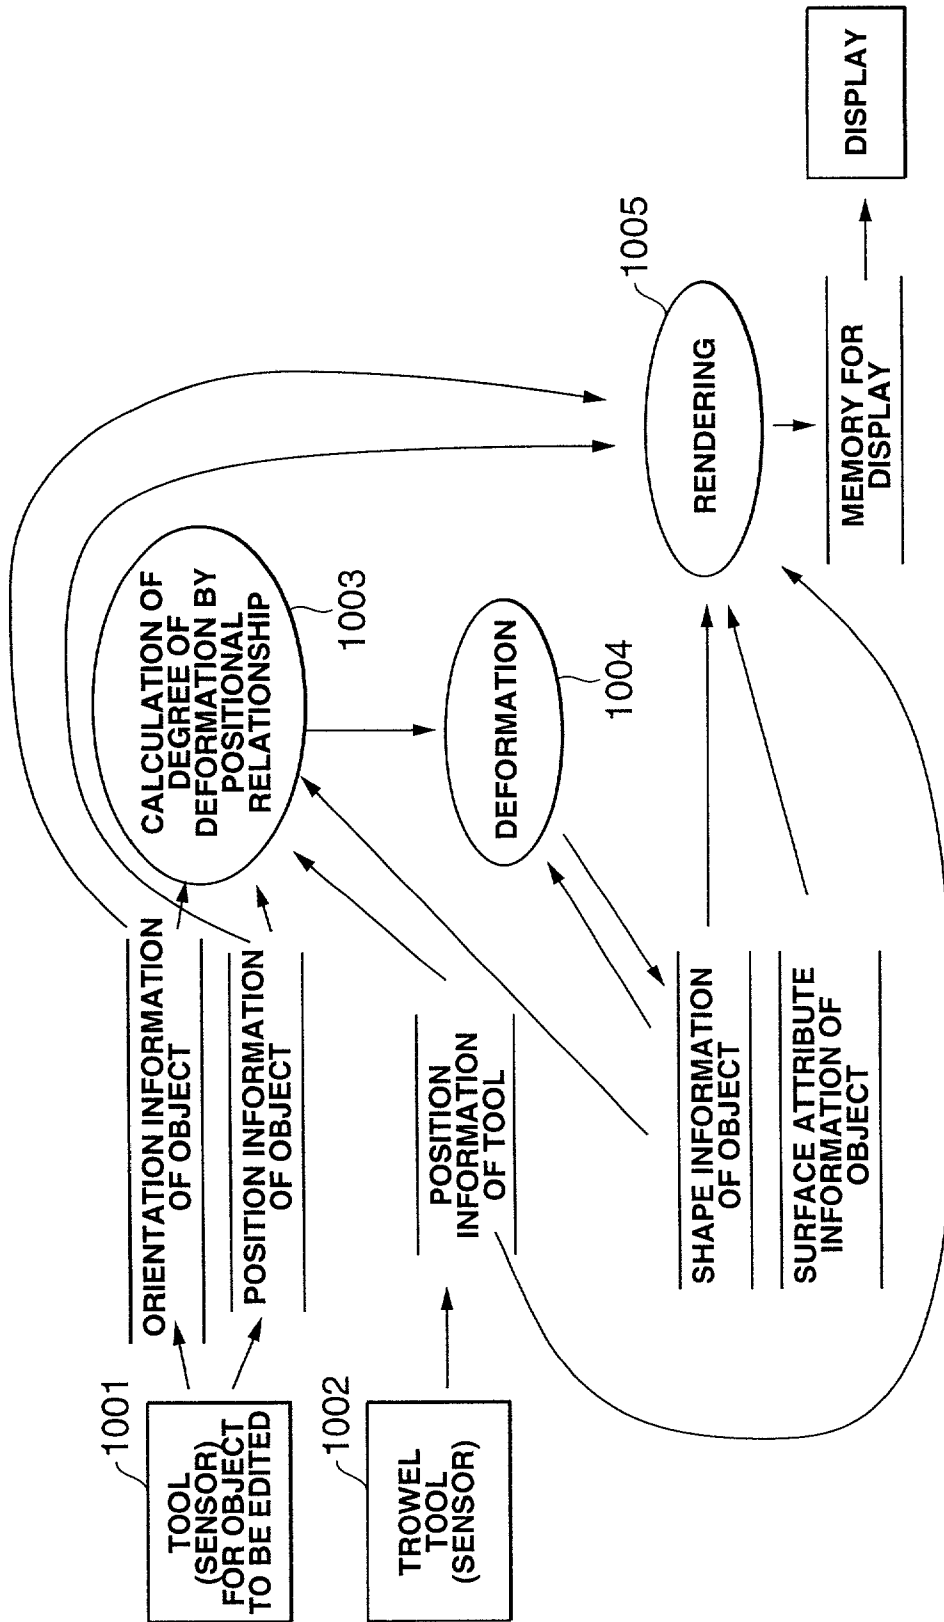 1001
TOOL
(SENSOR)
FOR OBJECT
TO BE EDITED
ORIENTATION INFORMATION
OF OBJECT
POSITION INFORMATION
OF OBJECT
CALCULATION OF
DEGREE OF
DEFORMATION BY
POSITIONAL
RELATIONSHIP
1003
1002
TROWEL
TOOL
(SENSOR)
POSITION
INFORMATION
OF TOOL
DEFORMATION
1004
SHAPE INFORMATION
OF OBJECT
SURFACE ATTRIBUTE
INFORMATION OF
OBJECT
RENDERING
1005
MEMORY FOR
DISPLAY
DISPLAY